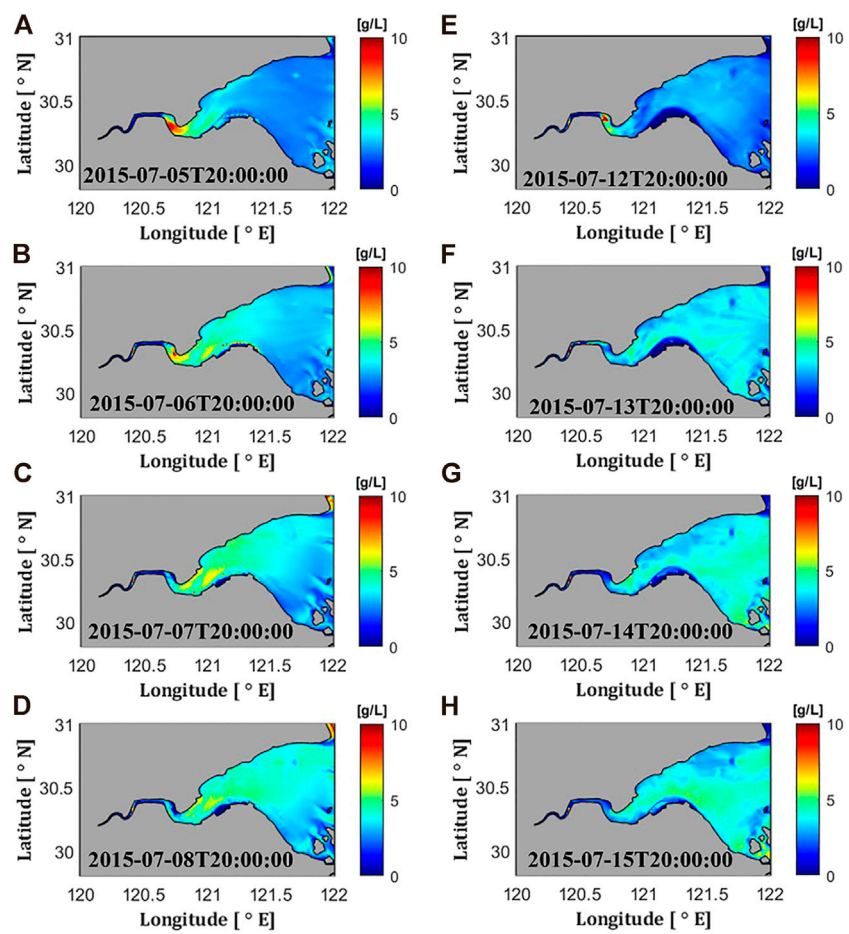 A
[g/L]
31
30.5
30
Latitude [ ° N]
10
5
0
2015-07-05T20:00:00
120 120.5 121 121.5 122
Longitude [ ° E]
E
[g/L]
31
30.5
30
Latitude [ ° N]
10
5
0
2015-07-12T20:00:00
120 120.5 121 121.5 122
Longitude [ ° E]
B
[g/L]
31
30.5
30
Latitude [ ° N]
10
5
0
2015-07-06T20:00:00
120 120.5 121 121.5 122
Longitude [ ° E]
F
[g/L]
31
30.5
30
Latitude [ ° N]
10
5
0
2015-07-13T20:00:00
120 120.5 121 121.5 122
Longitude [ ° E]
C
[g/L]
31
30.5
30
Latitude [ ° N]
10
5
0
2015-07-07T20:00:00
120 120.5 121 121.5 122
Longitude [ ° E]
G
[g/L]
31
30.5
30
Latitude [ ° N]
10
5
0
2015-07-14T20:00:00
120 120.5 121 121.5 122
Longitude [ ° E]
D
[g/L]
31
30.5
30
Latitude [ ° N]
10
5
0
2015-07-08T20:00:00
120 120.5 121 121.5 122
Longitude [ ° E]
H
[g/L]
31
30.5
30
Latitude [ ° N]
10
5
0
2015-07-15T20:00:00
120 120.5 121 121.5 122
Longitude [ ° E]